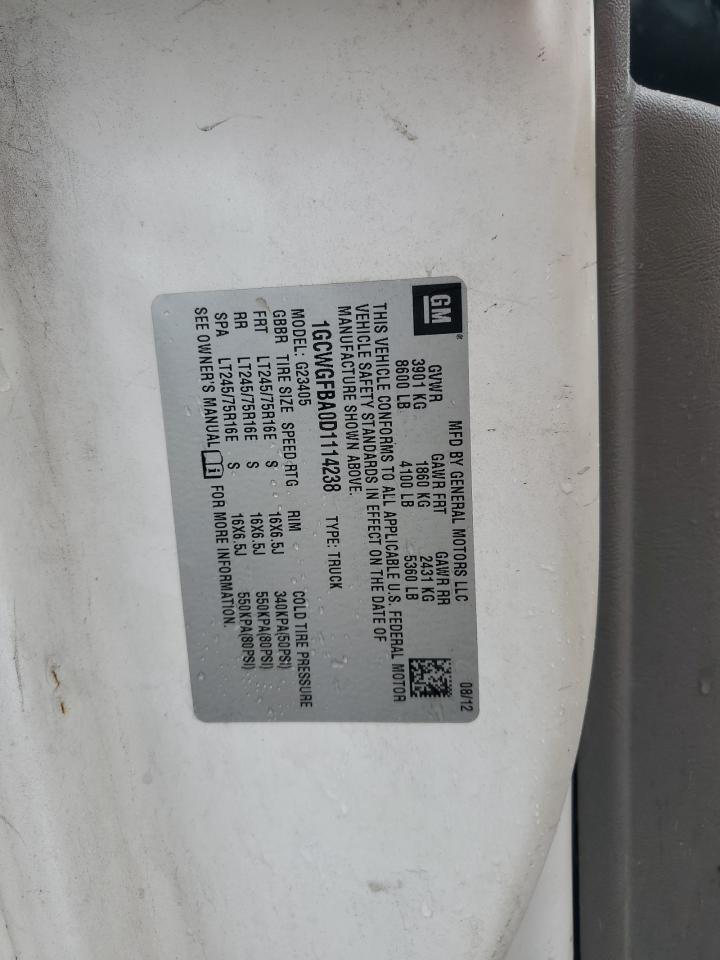 GM®
MFD BY GENERAL MOTORS LLC 08/12
GVWR GAWR FRT GAWR RR
3901 KG 1860 KG 2431 KG
8600 LB 4100 LB 5360 LB
THIS VEHICLE CONFORMS TO ALL APPLICABLE U.S. FEDERAL MOTOR
VEHICLE SAFETY STANDARDS IN EFFECT ON THE DATE OF
MANUFACTURE SHOWN ABOVE.
1GCWGFBA0D1114238 TYPE: TRUCK
MODEL: G23405
GBBR TIRE SIZE SPEED RTG RIM COLD TIRE PRESSURE
FRT LT245/75R16E S 16X6.5J 340KPA(50PSI)
RR LT245/75R16E S 16X6.5J 550KPA(80PSI)
SPA LT245/75R16E S 16X6.5J 550KPA(80PSI)
SEE OWNER'S MANUAL i FOR MORE INFORMATION.